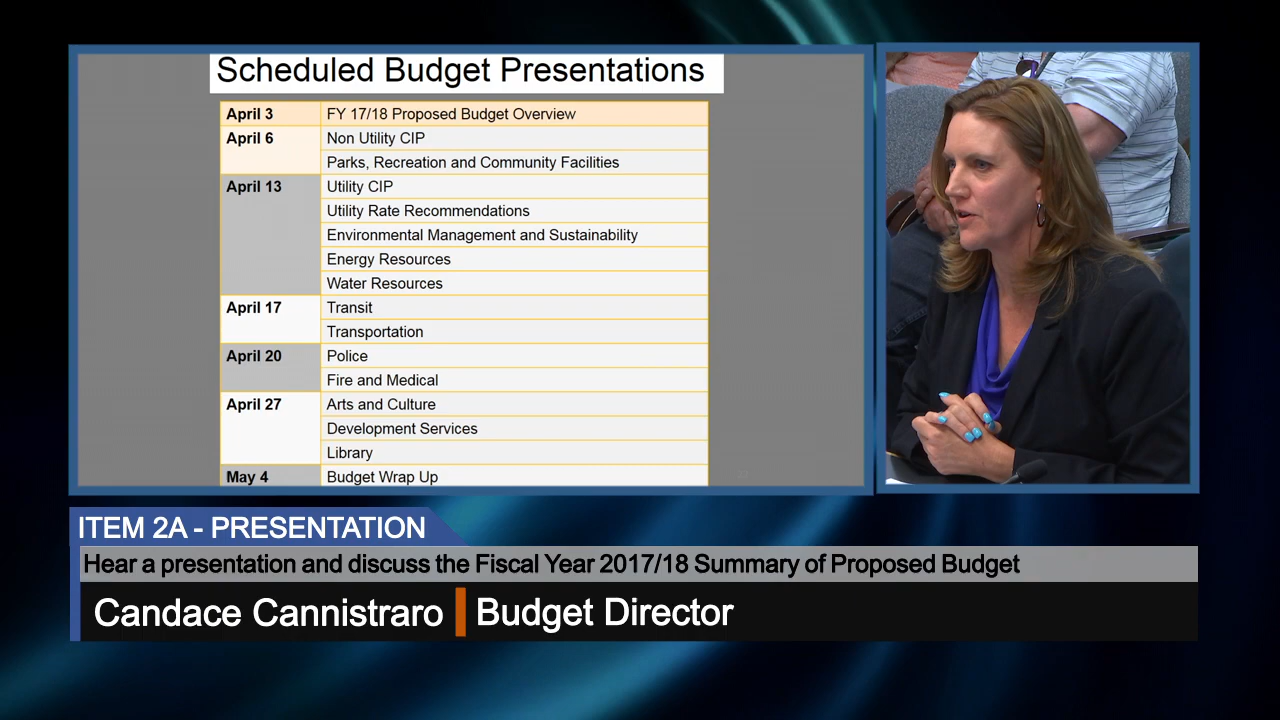 Scheduled Budget Presentations
April 3 FY 17/18 Proposed Budget Overview
April 6 Non Utility CIP
Parks, Recreation and Community Facilities
April 13 Utility CIP
Utility Rate Recommendations
Environmental Management and Sustainability
Energy Resources
Water Resources
April 17 Transit
Transportation
April 20 Police
Fire and Medical
April 27 Arts and Culture
Development Services
Library
May 4 Budget Wrap Up
ITEM 2A - PRESENTATION
Hear a presentation and discuss the Fiscal Year 2017/18 Summary of Proposed Budget
Candace Cannistraro Budget Director